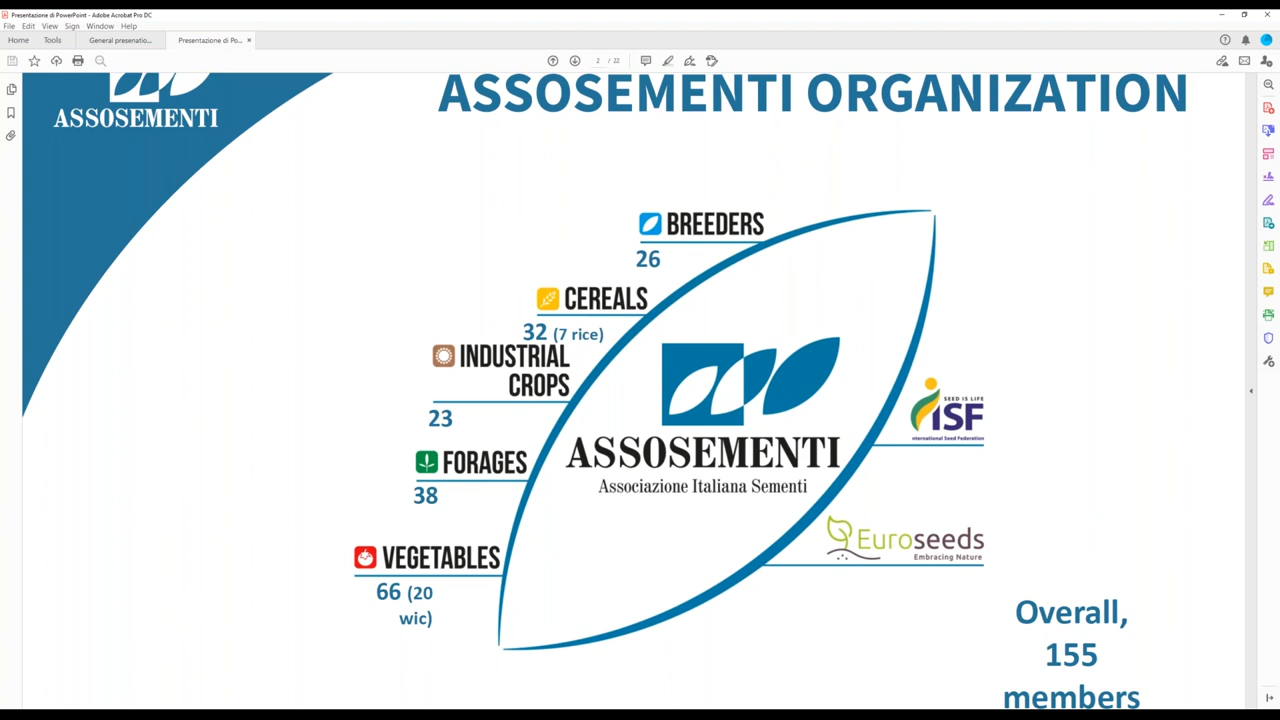 Presentazione di PowerPoint - Adobe Acrobat Pro DC
File Edit View Sign Window Help
Home Tools General presenatio... Presentazione di Po... ×
2 / 22
ASSOSEMENTI
ASSOSEMENTI ORGANIZATION
BREEDERS
26
CEREALS
32 (7 rice)
INDUSTRIAL
CROPS
23
FORAGES
38
VEGETABLES
66 (20
wic)
ASSOSEMENTI
Associazione Italiana Sementi
SEED IS LIFE
ISF
International Seed Federation
Euroseeds
Embracing Nature
Overall,
155
members